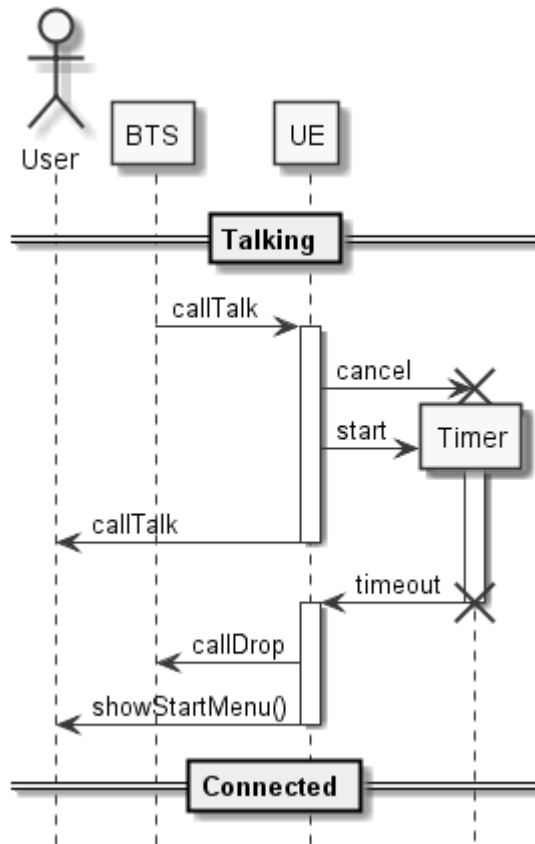 User
BTS
UE
Talking
callTalk
cancel
start
Timer
callTalk
timeout
callDrop
showStartMenu()
Connected